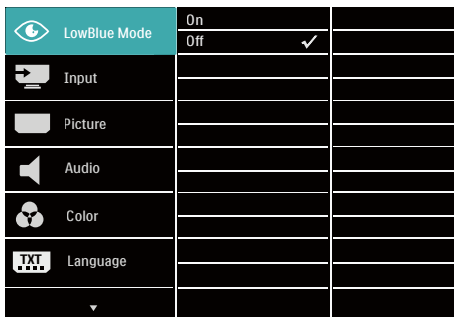 LowBlue Mode
On
Off
Input
Picture
Audio
Color
TXT
Language